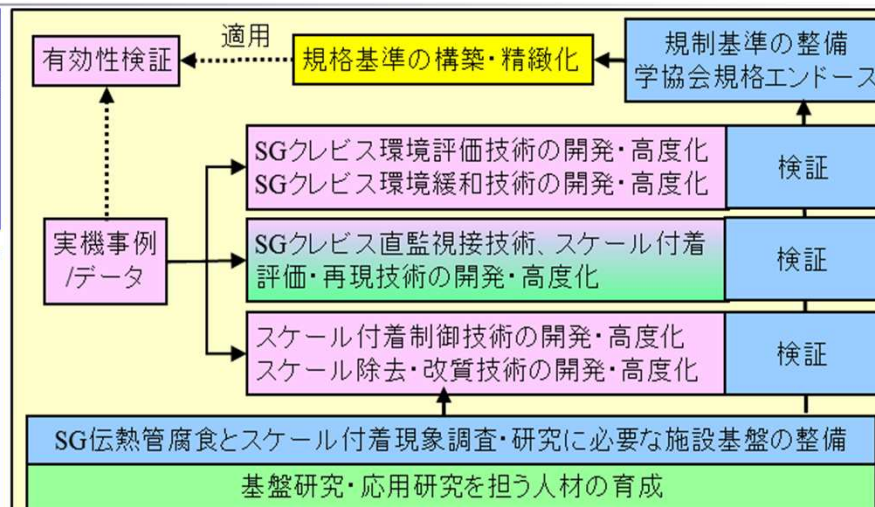 有効性検証
適用
規格基準の構築・精緻化
規制基準の整備
学協会規格エンドース
SGクレビス環境評価技術の開発・高度化
SGクレビス環境緩和技術の開発・高度化
検証
実機事例
/データ
SGクレビス直監視接技術、スケール付着
評価・再現技術の開発・高度化
検証
スケール付着制御技術の開発・高度化
スケール除去・改質技術の開発・高度化
検証
SG伝熱管腐食とスケール付着現象調査・研究に必要な施設基盤の整備
基盤研究・応用研究を担う人材の育成